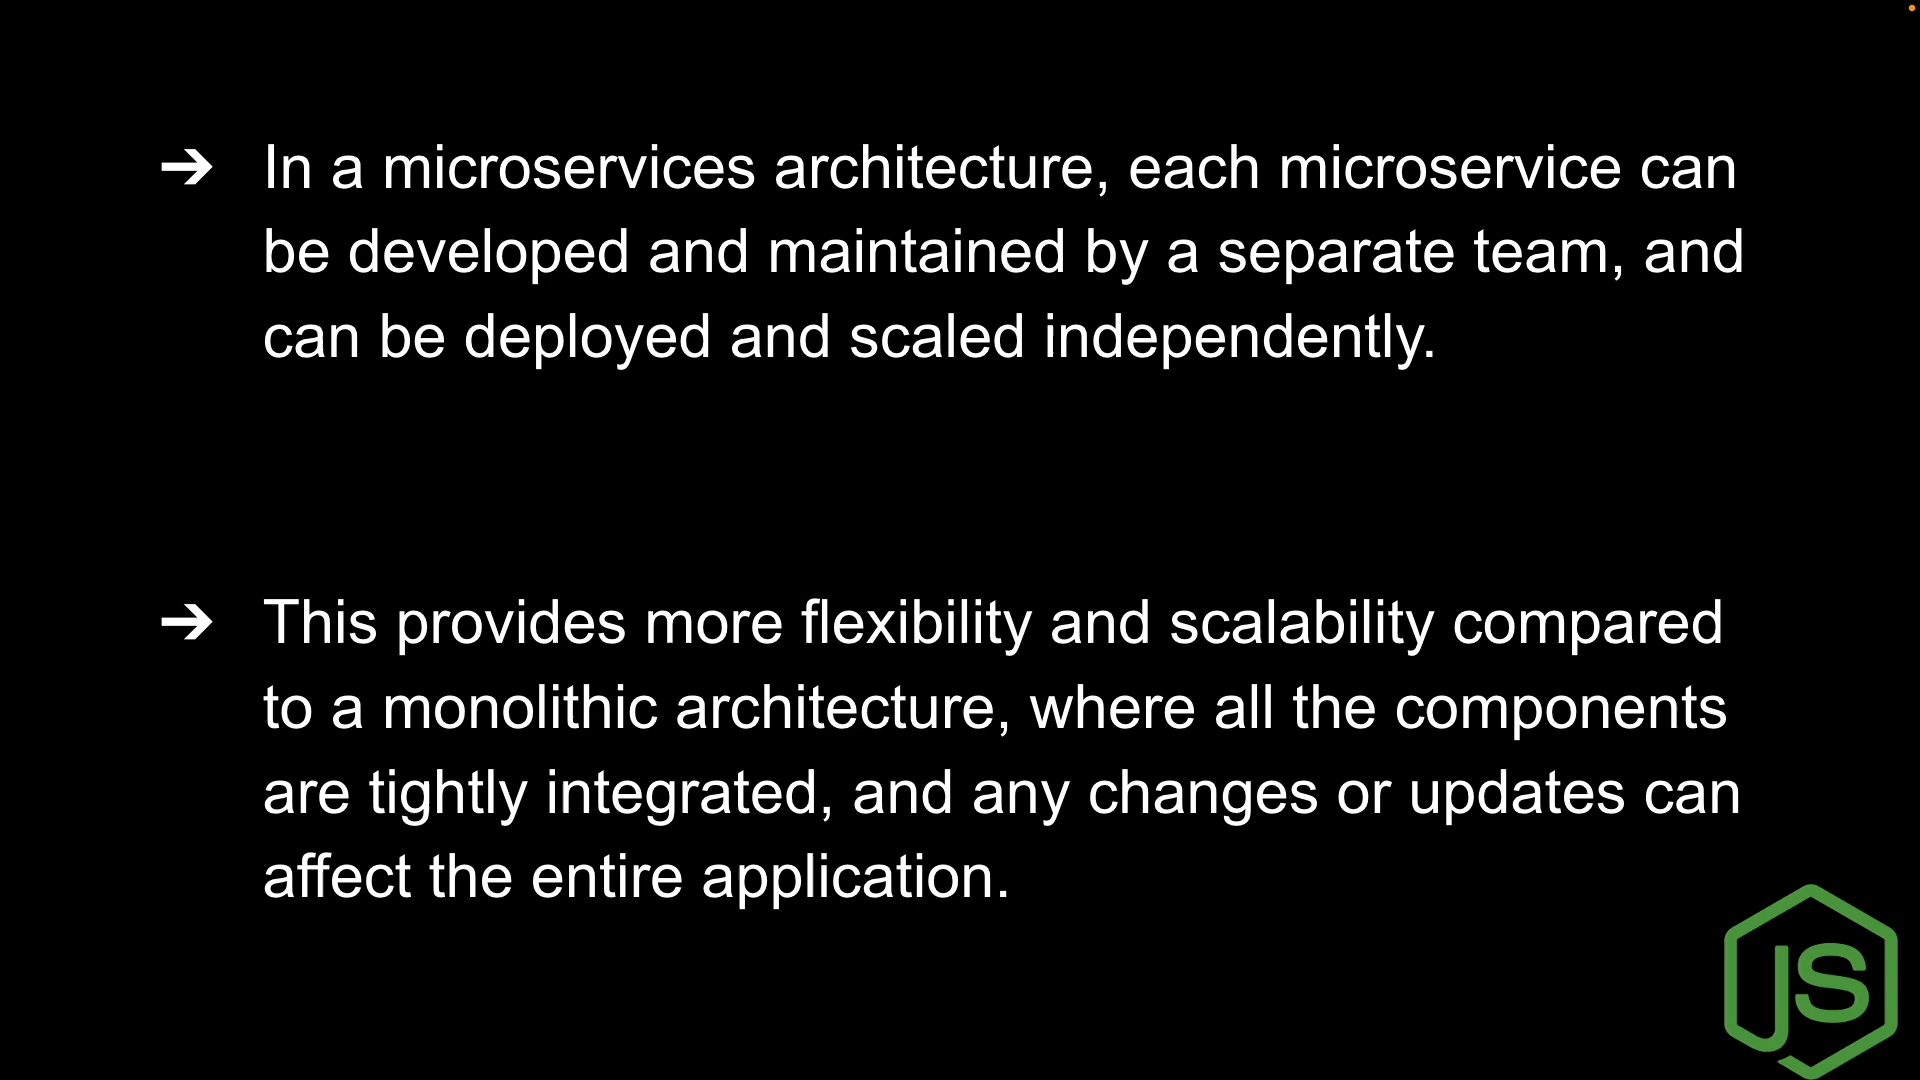 ➔ In a microservices architecture, each microservice can
be developed and maintained by a separate team, and
can be deployed and scaled independently.
➔ This provides more flexibility and scalability compared
to a monolithic architecture, where all the components
are tightly integrated, and any changes or updates can
affect the entire application.
JS